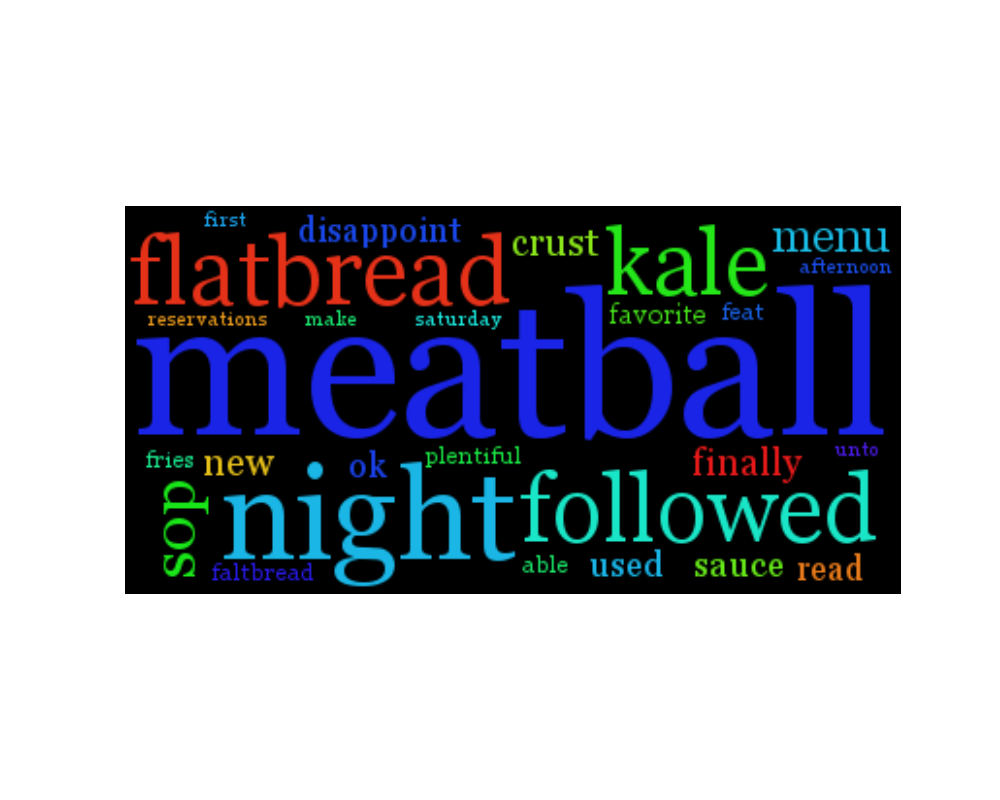 first
disappoint
flatbread
crust
kale
menu
afternoon
reservations
make
saturday
favorite
feat
meatball
fries
new
ok
plentiful
finally
unto
sop
night
followed
faltbread
able
used
sauce
read